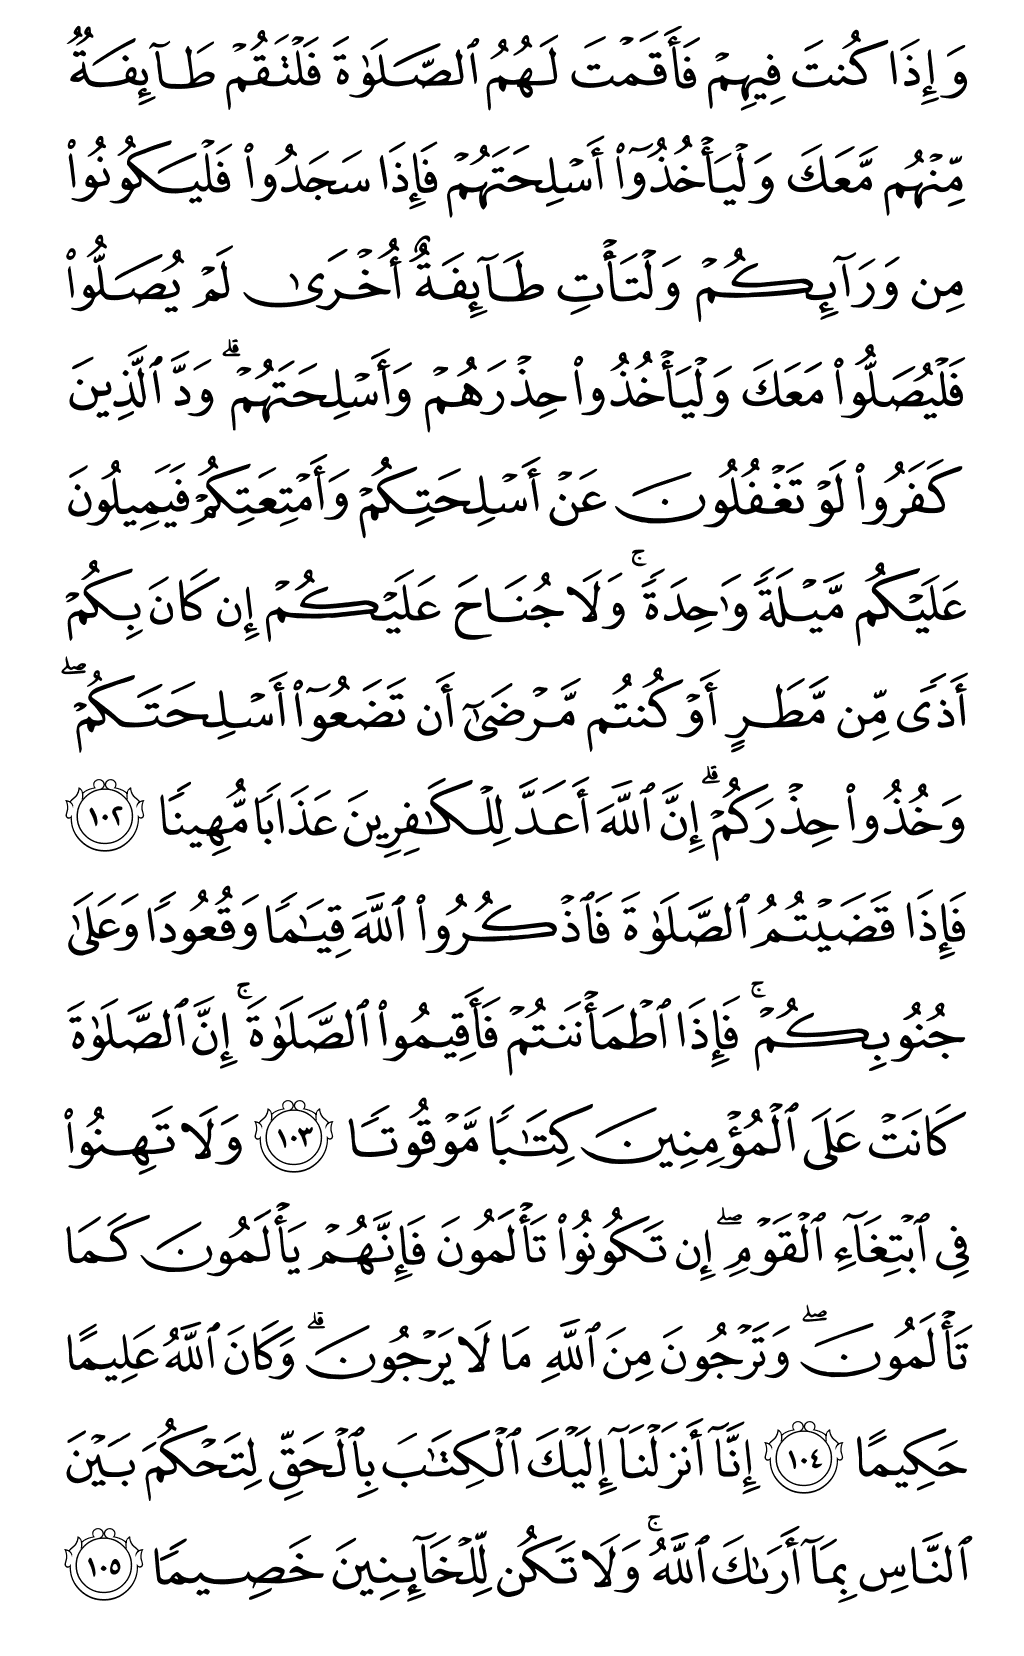 وَإِذَا كُنتَ فِيهِمۡ فَأَقَمۡتَ لَهُمُ ٱلصَّلَوٰةَ فَلۡتَقُمۡ طَآئِفَةٞ
مِّنۡهُم مَّعَكَ وَلۡيَأۡخُذُوٓاْ أَسۡلِحَتَهُمۡ فَإِذَا سَجَدُواْ فَلۡيَكُونُواْ
مِن وَرَآئِكُمۡ وَلۡتَأۡتِ طَآئِفَةٌ أُخۡرَىٰ لَمۡ يُصَلُّواْ
فَلۡيُصَلُّواْ مَعَكَ وَلۡيَأۡخُذُواْ حِذۡرَهُمۡ وَأَسۡلِحَتَهُمۡۗ وَدَّ ٱلَّذِينَ
كَفَرُواْ لَوۡ تَغۡفُلُونَ عَنۡ أَسۡلِحَتِكُمۡ وَأَمۡتِعَتِكُمۡ فَيَمِيلُونَ
عَلَيۡكُم مَّيۡلَةٗ وَٰحِدَةٗۚ وَلَا جُنَاحَ عَلَيۡكُمۡ إِن كَانَ بِكُمۡ
أَذٗى مِّن مَّطَرٍ أَوۡ كُنتُم مَّرۡضَىٰٓ أَن تَضَعُوٓاْ أَسۡلِحَتَكُمۡۖ
وَخُذُواْ حِذۡرَكُمۡۗ إِنَّ ٱللَّهَ أَعَدَّ لِلۡكَٰفِرِينَ عَذَابٗا مُّهِينٗا ١٠٢
فَإِذَا قَضَيۡتُمُ ٱلصَّلَوٰةَ فَٱذۡكُرُواْ ٱللَّهَ قِيَٰمٗا وَقُعُودٗا وَعَلَىٰ
جُنُوبِكُمۡۚ فَإِذَا ٱطۡمَأۡنَنتُمۡ فَأَقِيمُواْ ٱلصَّلَوٰةَۚ إِنَّ ٱلصَّلَوٰةَ
كَانَتۡ عَلَى ٱلۡمُؤۡمِنِينَ كِتَٰبٗا مَّوۡقُوتٗا ١٠٣ وَلَا تَهِنُواْ
فِي ٱبۡتِغَآءِ ٱلۡقَوۡمِۖ إِن تَكُونُواْ تَأۡلَمُونَ فَإِنَّهُمۡ يَأۡلَمُونَ كَمَا
تَأۡلَمُونَۖ وَتَرۡجُونَ مِنَ ٱللَّهِ مَا لَا يَرۡجُونَۗ وَكَانَ ٱللَّهُ عَلِيمًا
حَكِيمًا ١٠٤ إِنَّآ أَنزَلۡنَآ إِلَيۡكَ ٱلۡكِتَٰبَ بِٱلۡحَقِّ لِتَحۡكُمَ بَيۡنَ
ٱلنَّاسِ بِمَآ أَرَىٰكَ ٱللَّهُۚ وَلَا تَكُن لِّلۡخَآئِنِينَ خَصِيمٗا ١٠٥